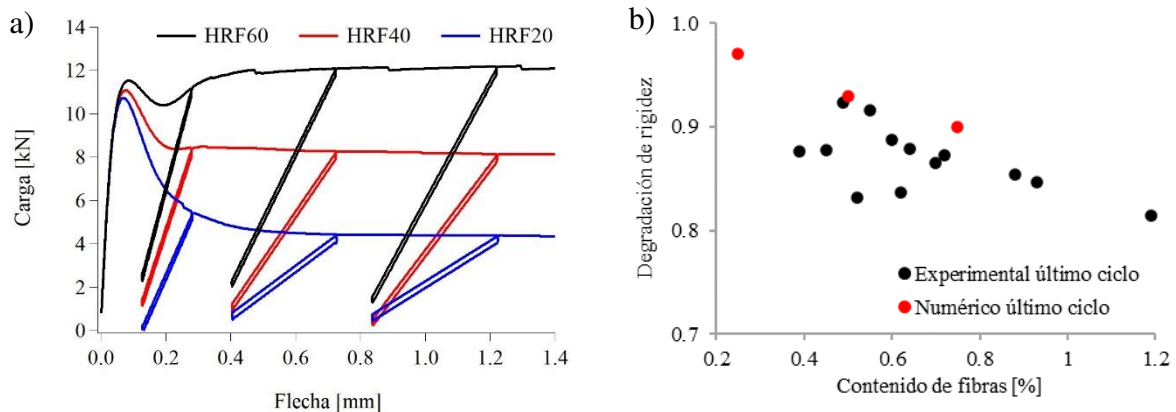 a)
HRF60 HRF40 HRF20
Carga [kN]
14
12
10
8
6
4
2
0
0.0 0.2 0.4 0.6 0.8 1.0 1.2 1.4
Flecha [mm]
b)
Degradación de rigidez
1.0
0.9
0.8
0.7
Experimental último ciclo
Numérico último ciclo
0.2 0.4 0.6 0.8 1 1.2
Contenido de fibras [%]